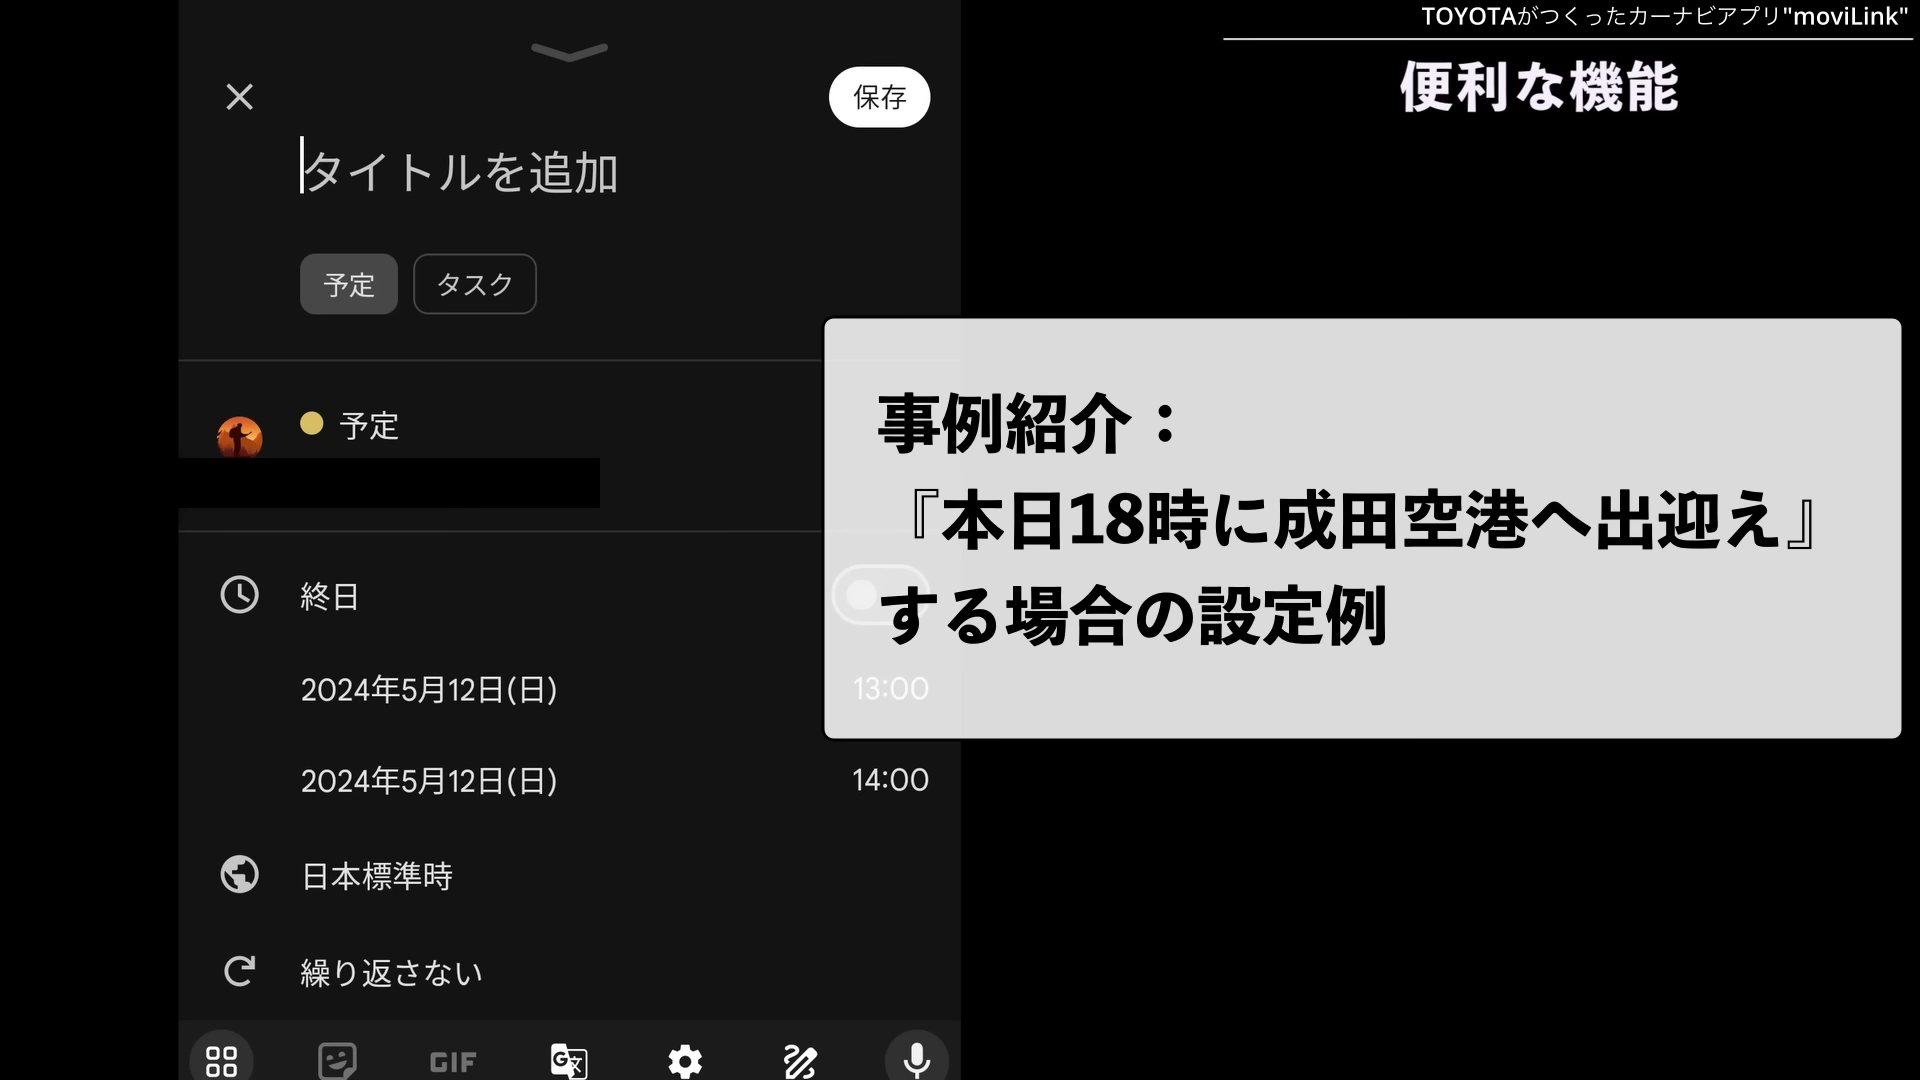 TOYOTAがつくったカーナビアプリ"moviLink"
便利な機能
保存
タイトルを追加
予定 タスク
予定
事例紹介：
『本日18時に成田空港へ出迎え』
する場合の設定例
終日
2024年5月12日(日) 13:00
2024年5月12日(日) 14:00
日本標準時
繰り返さない
GIF
G文